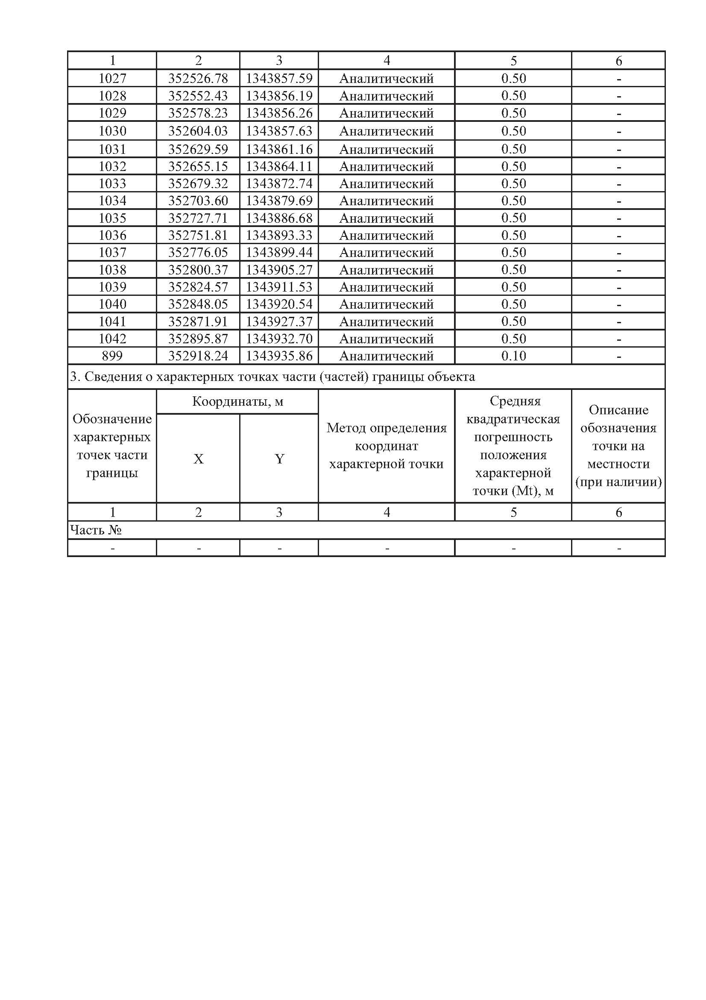 1 2 3 4 5 6
1027 352526.78 1343857.59 Аналитический 0.50 -
1028 352552.43 1343856.19 Аналитический 0.50 -
1029 352578.23 1343856.26 Аналитический 0.50 -
1030 352604.03 1343857.63 Аналитический 0.50 -
1031 352629.59 1343861.16 Аналитический 0.50 -
1032 352655.15 1343864.11 Аналитический 0.50 -
1033 352679.32 1343872.74 Аналитический 0.50 -
1034 352703.60 1343879.69 Аналитический 0.50 -
1035 352727.71 1343886.68 Аналитический 0.50 -
1036 352751.81 1343893.33 Аналитический 0.50 -
1037 352776.05 1343899.44 Аналитический 0.50 -
1038 352800.37 1343905.27 Аналитический 0.50 -
1039 352824.57 1343911.53 Аналитический 0.50 -
1040 352848.05 1343920.54 Аналитический 0.50 -
1041 352871.91 1343927.37 Аналитический 0.50 -
1042 352895.87 1343932.70 Аналитический 0.50 -
899 352918.24 1343935.86 Аналитический 0.10 -
3. Сведения о характерных точках части (частей) границы объекта
Обозначение
характерных
точек части
границы
Координаты, м
X Y
Метод определения
координат
характерной точки
Средняя
квадратическая
погрешность
положения
характерной
точки (Mt), м
Описание
обозначения
точки на
местности
(при наличии)
1 2 3 4 5 6
Часть №
- - - - - -